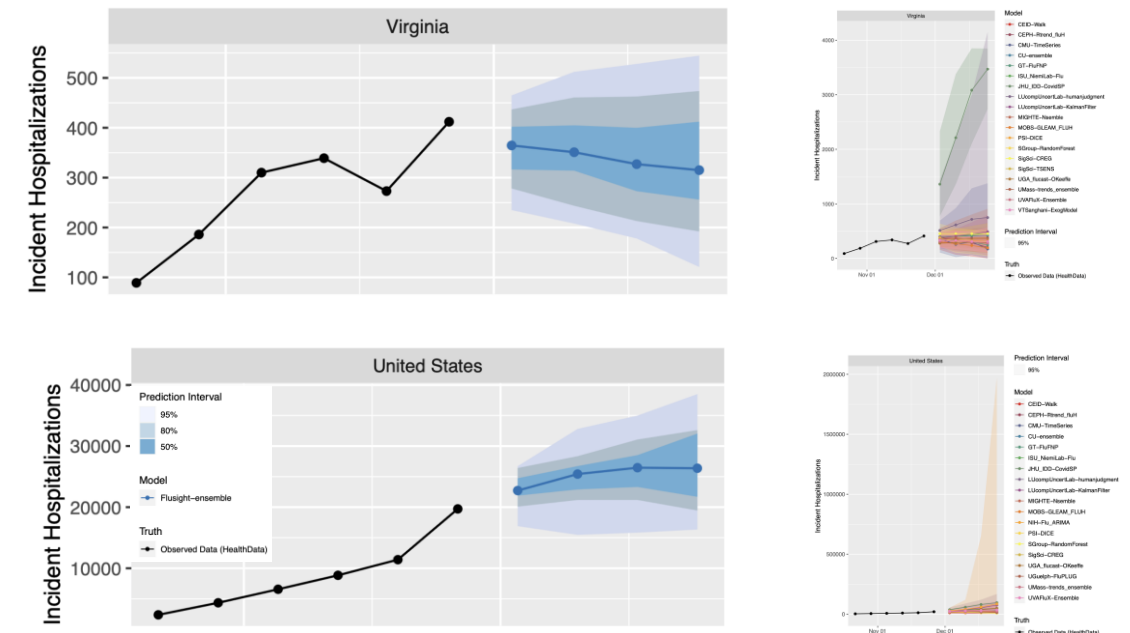 Virginia
Incident Hospitalizations
500
400
300
200
100
Virginia
Incident Hospitalizations
4000
3000
2000
1000
0
Nov 01
Dec 01
Model
CEID-Walk
CEPH-Rtrend_fluH
CMU-TimeSeries
CU-ensemble
GT-FluFNP
ISU_NiemiLab-Flu
JHU_IDD-CovidSP
LUcompUncertLab-humanjudgment
LUcompUncertLab-KalmanFilter
MIGHTE-Nsemble
MOBS-GLEAM_FLUH
PSI-DICE
SGroup-RandomForest
SigSci-CREG
SigSci-TSENS
UGA_flucast-OKeeffe
UMass-trends_ensemble
UVAFluX-Ensemble
VTSanghani-ExogModel
Prediction Interval
95%
Truth
Observed Data (HealthData)
United States
Incident Hospitalizations
40000
30000
20000
10000
Prediction Interval
95%
80%
50%
Model
Flusight-ensemble
Truth
Observed Data (HealthData)
United States
Incident Hospitalizations
2000000
1500000
1000000
500000
0
Nov 01
Dec 01
Prediction Interval
95%
Model
CEID-Walk
CEPH-Rtrend_fluH
CMU-TimeSeries
CU-ensemble
GT-FluFNP
ISU_NiemiLab-Flu
JHU_IDD-CovidSP
LUcompUncertLab-humanjudgment
LUcompUncertLab-KalmanFilter
MIGHTE-Nsemble
MOBS-GLEAM_FLUH
NIH-Flu_ARIMA
PSI-DICE
SGroup-RandomForest
SigSci-CREG
UGA_flucast-OKeeffe
UGuelph-FluPLUG
UMass-trends_ensemble
UVAFluX-Ensemble
Truth
Observed Data (HealthData)